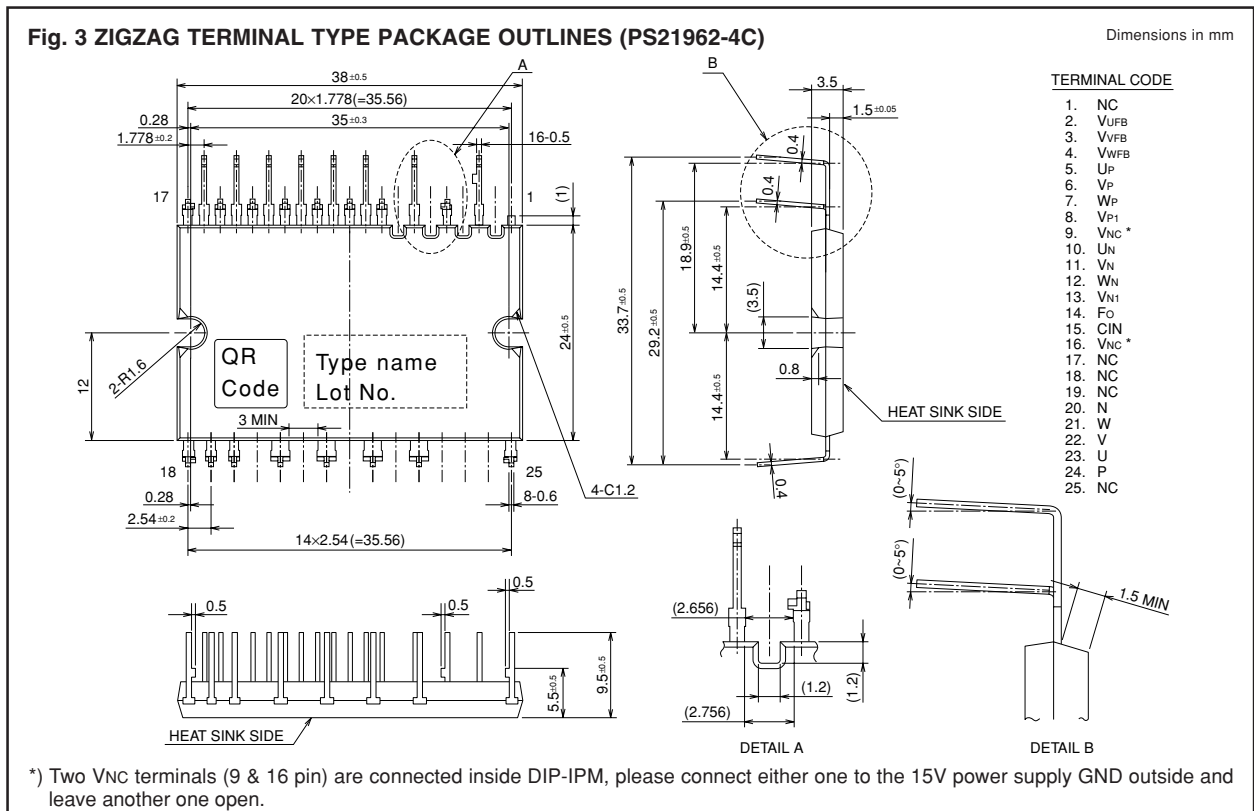 Fig. 3 ZIGZAG TERMINAL TYPE PACKAGE OUTLINES (PS21962-4C)
Dimensions in mm
A
38±0.5
20×1.778(=35.56)
0.28
35±0.3
1.778±0.2
16-0.5
17
1
(1)
24±0.5
12
2-R1.6
QR
Code
Type name
Lot No.
3 MIN
18
25
0.28
2.54±0.2
4-C1.2
8-0.6
14×2.54(=35.56)
B
3.5
1.5±0.05
0.4
0.4
33.7±0.5
29.2±0.5
18.9±0.5
14.4±0.5
(3.5)
0.8
14.4±0.5
HEAT SINK SIDE
0.4
TERMINAL CODE
1. NC
2. VUFB
3. VVFB
4. VWFB
5. UP
6. VP
7. WP
8. VP1
9. VNC *
10. UN
11. VN
12. WN
13. VN1
14. FO
15. CIN
16. VNC *
17. NC
18. NC
19. NC
20. N
21. W
22. V
23. U
24. P
25. NC
0.5
0.5
0.5
5.5±0.5
9.5±0.5
HEAT SINK SIDE
(2.656)
(1.2)
(1.2)
(2.756)
DETAIL A
(0~5°)
(0~5°)
1.5 MIN
DETAIL B
*) Two VNC terminals (9 & 16 pin) are connected inside DIP-IPM, please connect either one to the 15V power supply GND outside and
leave another one open.